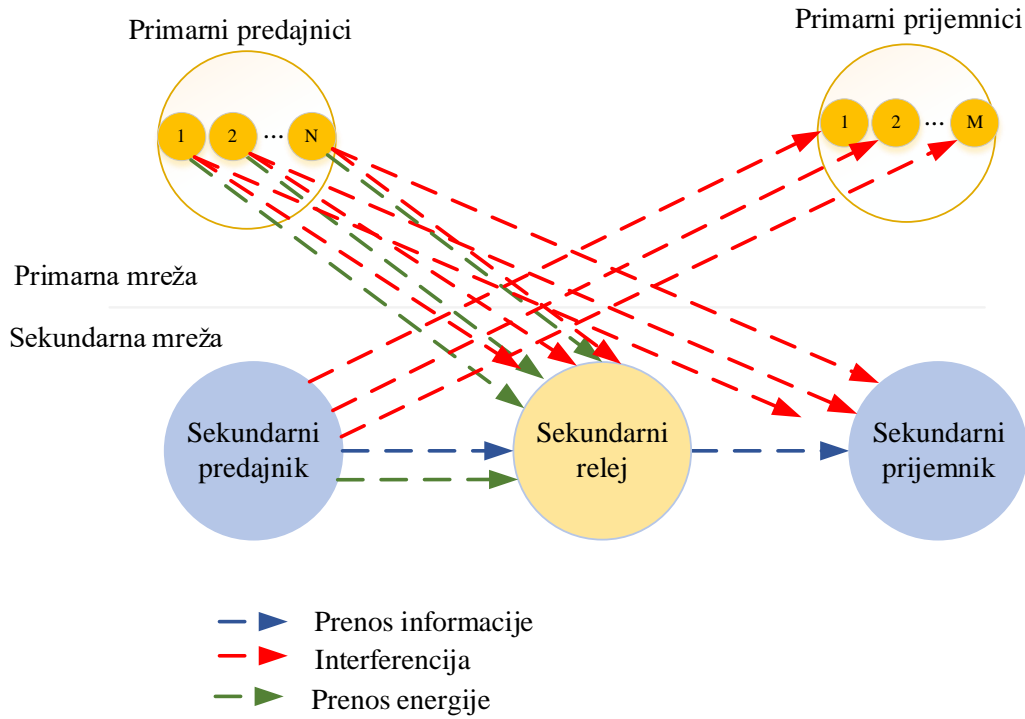 Primarni predajnici
Primarni prijemnici
1 2 ... N
1 2 ... M
Primarna mreža
Sekundarna mreža
Sekundarni
predajnik
Sekundarni
relej
Sekundarni
prijemnik
Prenos informacije
Interferencija
Prenos energije